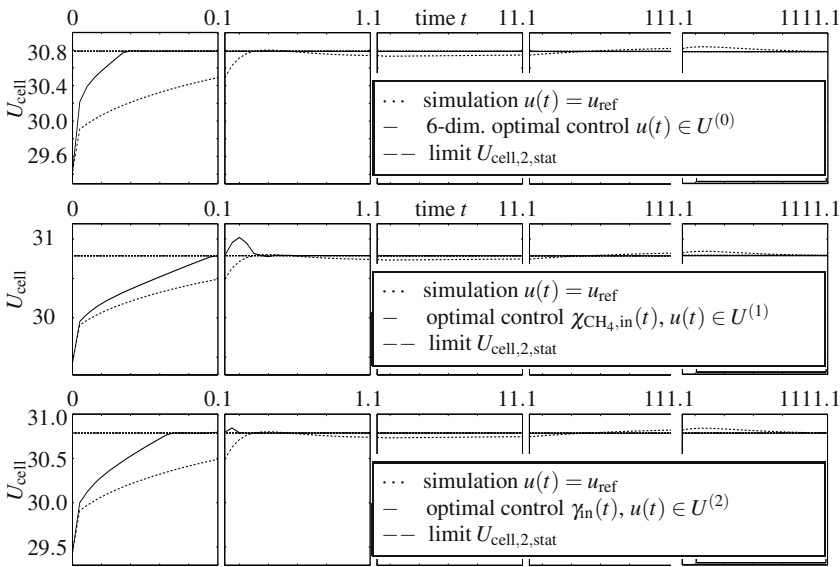 0 0.1 1.1 time t 11.1 111.1 1111.1
30.8
30.4
30.0
29.6
U_cell
··· simulation u(t) = u_ref
− 6-dim. optimal control u(t) ∈ U^(0)
−− limit U_cell,2,stat
0 0.1 1.1 time t 11.1 111.1 1111.1
31
30
U_cell
··· simulation u(t) = u_ref
− optimal control χ_CH₄,in(t), u(t) ∈ U^(1)
−− limit U_cell,2,stat
0 0.1 1.1 11.1 111.1 1111.1
31.0
30.5
30.0
29.5
U_cell
··· simulation u(t) = u_ref
− optimal control γ_in(t), u(t) ∈ U^(2)
−− limit U_cell,2,stat